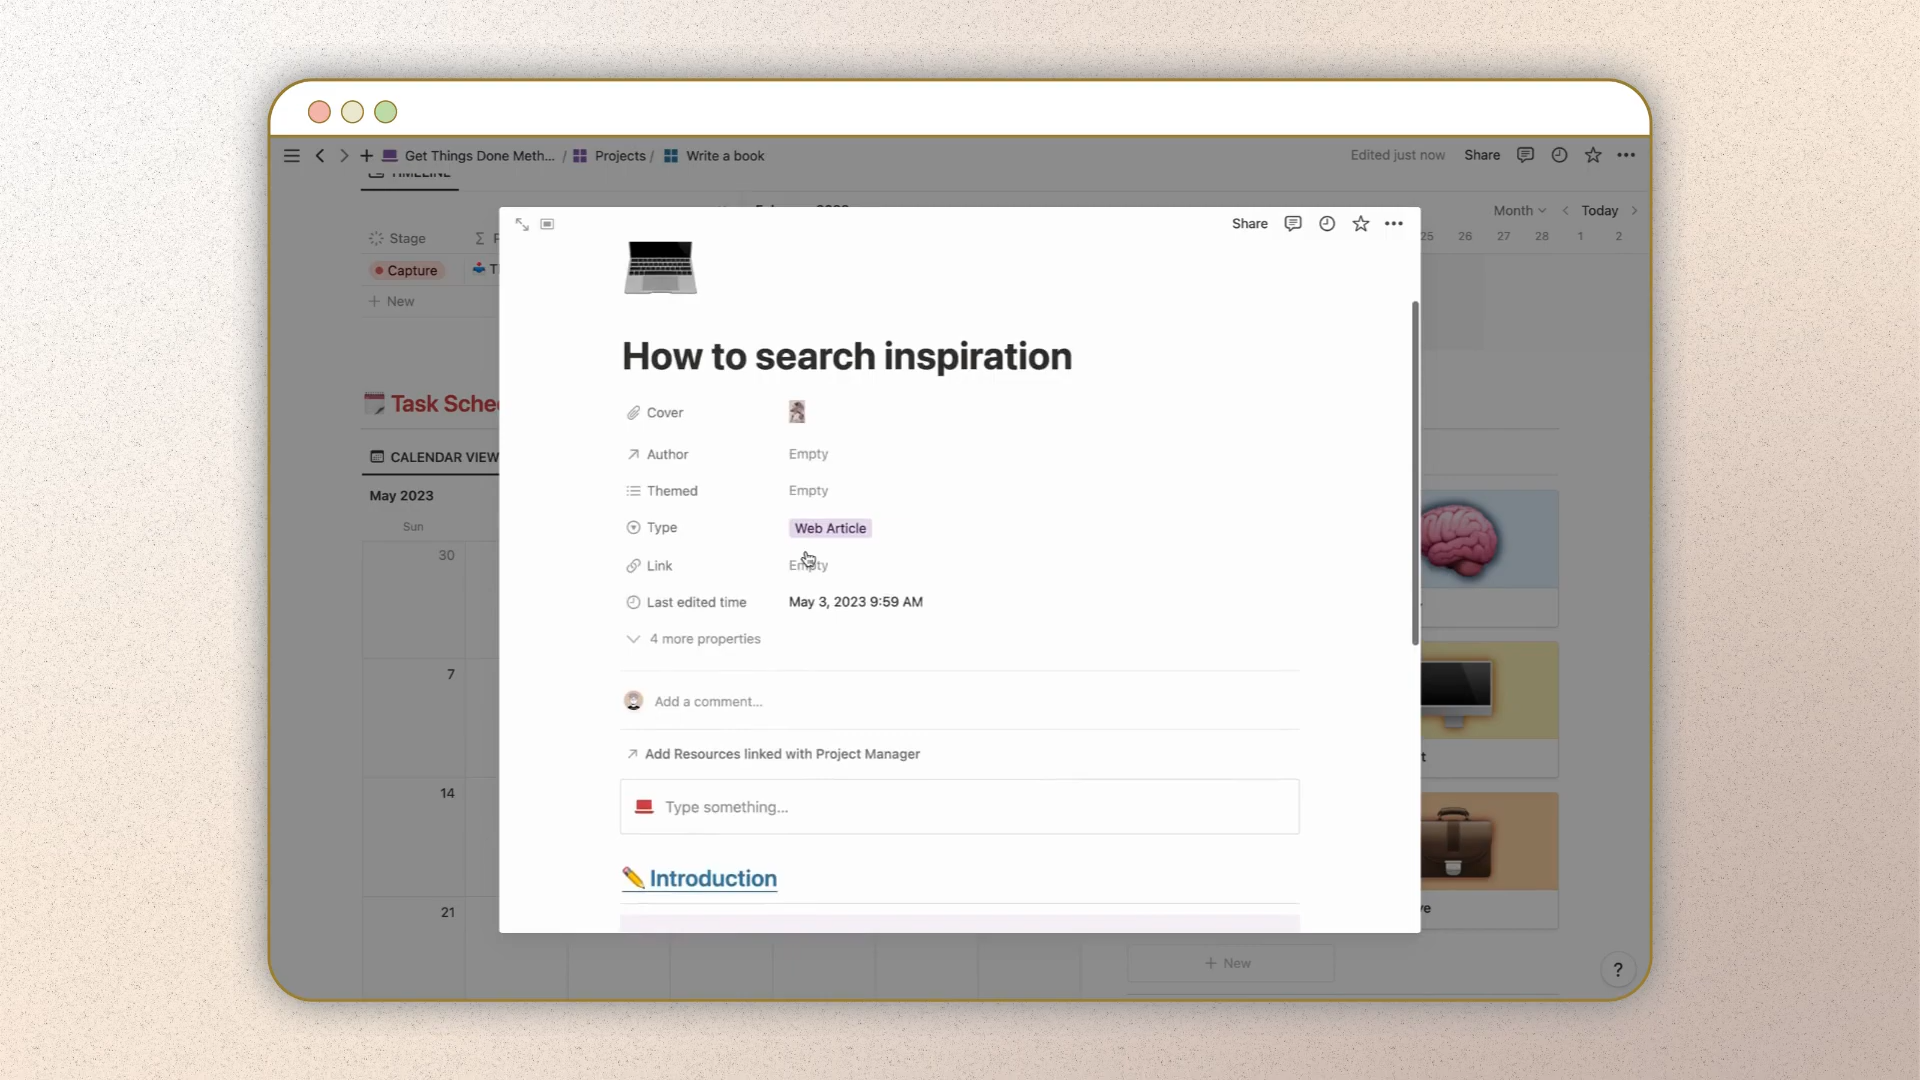 Get Things Done Meth... / Projects / Write a book
Edited just now Share
TIMELINE
Month Today
Stage
25 26 27 28 1 2
Capture
New
Share
How to search inspiration
Cover
Author Empty
Themed Empty
Type Web Article
Link Empty
Last edited time May 3, 2023 9:59 AM
4 more properties
Add a comment...
Add Resources linked with Project Manager
Type something...
Introduction
Task Sche
CALENDAR VIEW
May 2023
Sun
30
7
14
21
New
?